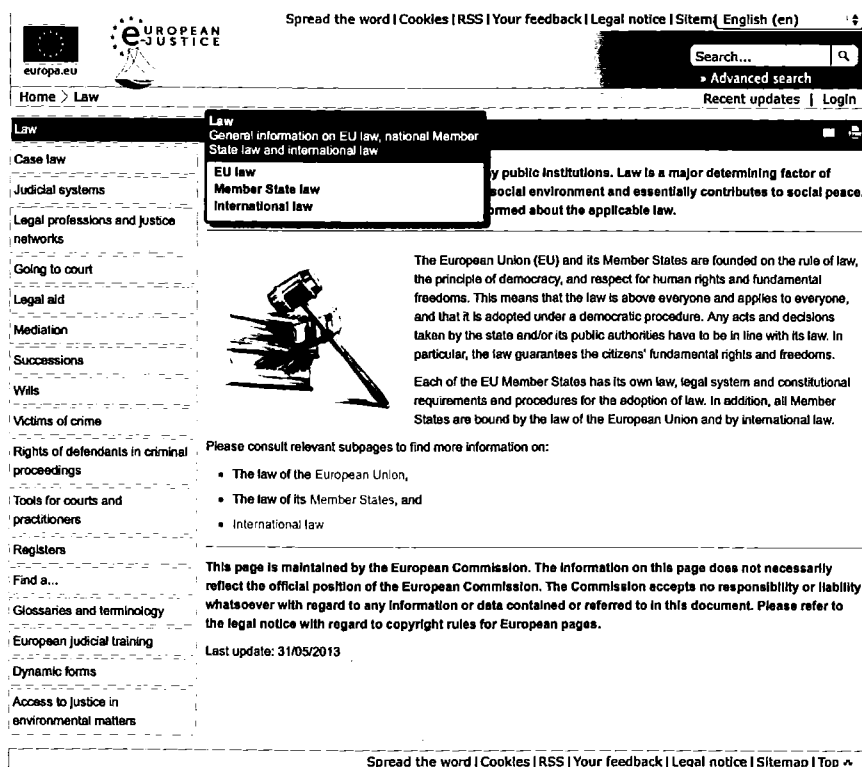 Spread the word | Cookies | RSS | Your feedback | Legal notice | English (en)
EUROPEAN
e-JUSTICE
europa.eu
Search...
» Advanced search
Home > Law
Recent updates | Login
Law
Case law
Judicial systems
Legal professions and justice
networks
Going to court
Legal aid
Mediation
Successions
Wills
Victims of crime
Rights of defendants in criminal
proceedings
Tools for courts and
practitioners
Registers
Find a...
Glossaries and terminology
European judicial training
Dynamic forms
Access to justice in
environmental matters
Law
General information on EU law, national Member
State law and international law
EU law
Member State law
International law
y public institutions. Law is a major determining factor of
social environment and essentially contributes to social peace.
ormed about the applicable law.
The European Union (EU) and its Member States are founded on the rule of law,
the principle of democracy, and respect for human rights and fundamental
freedoms. This means that the law is above everyone and applies to everyone,
and that it is adopted under a democratic procedure. Any acts and decisions
taken by the state and/or its public authorities have to be in line with its law. In
particular, the law guarantees the citizens' fundamental rights and freedoms.
Each of the EU Member States has its own law, legal system and constitutional
requirements and procedures for the adoption of law. In addition, all Member
States are bound by the law of the European Union and by international law.
Please consult relevant subpages to find more information on:
• The law of the European Union,
• The law of its Member States, and
• International law
This page is maintained by the European Commission. The information on this page does not necessarily
reflect the official position of the European Commission. The Commission accepts no responsibility or liability
whatsoever with regard to any information or data contained or referred to in this document. Please refer to
the legal notice with regard to copyright rules for European pages.
Last update: 31/05/2013
Spread the word | Cookies | RSS | Your feedback | Legal notice | Sitemap | Top